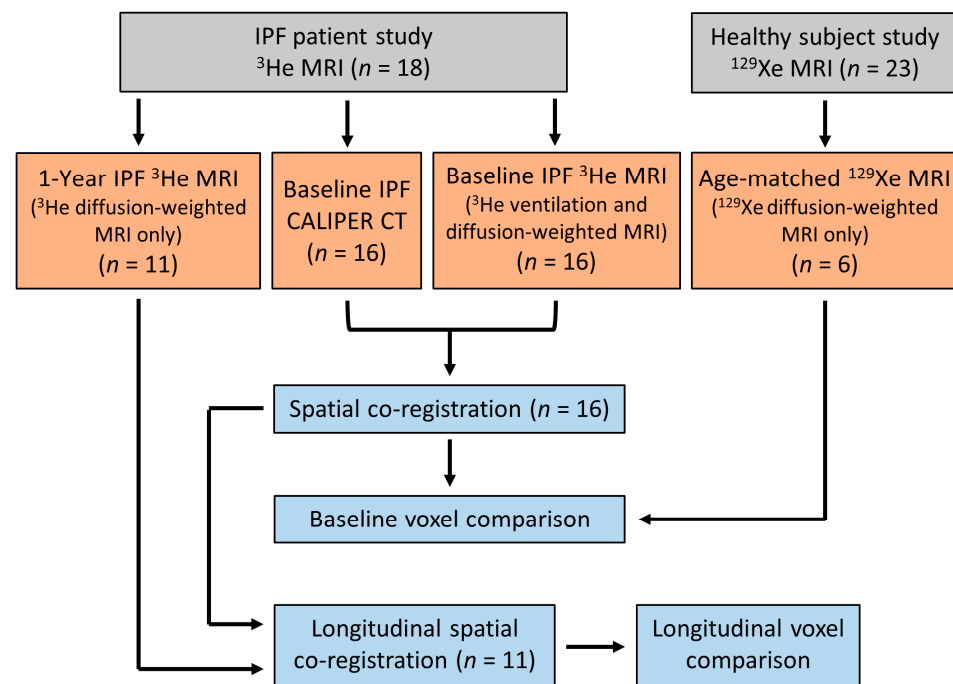 IPF patient study
³He MRI (n = 18)
Healthy subject study
¹²⁹Xe MRI (n = 23)
1-Year IPF ³He MRI
(³He diffusion-weighted
MRI only)
(n = 11)
Baseline IPF
CALIPER CT
(n = 16)
Baseline IPF ³He MRI
(³He ventilation and
diffusion-weighted MRI)
(n = 16)
Age-matched ¹²⁹Xe MRI
(¹²⁹Xe diffusion-weighted
MRI only)
(n = 6)
Spatial co-registration (n = 16)
Baseline voxel comparison
Longitudinal spatial
co-registration (n = 11)
Longitudinal voxel
comparison